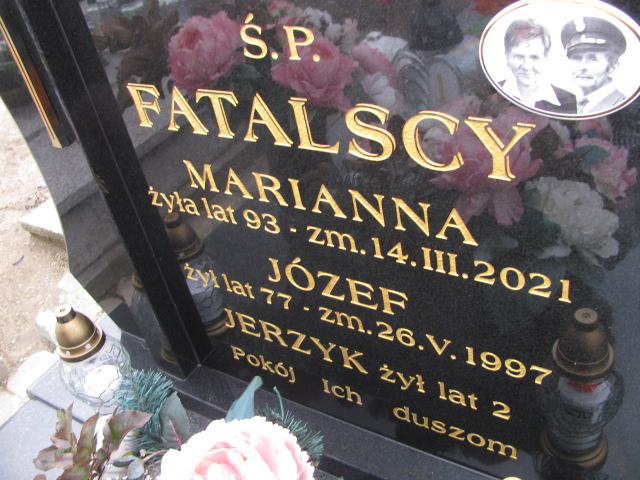 Ś.P.
FATALSCY
MARIANNA
żyła lat 93 - zm.14.III.2021
JÓZEF
żył lat 77 - zm.26.V.1997
JERZYK żył lat 2
Pokój Ich duszom